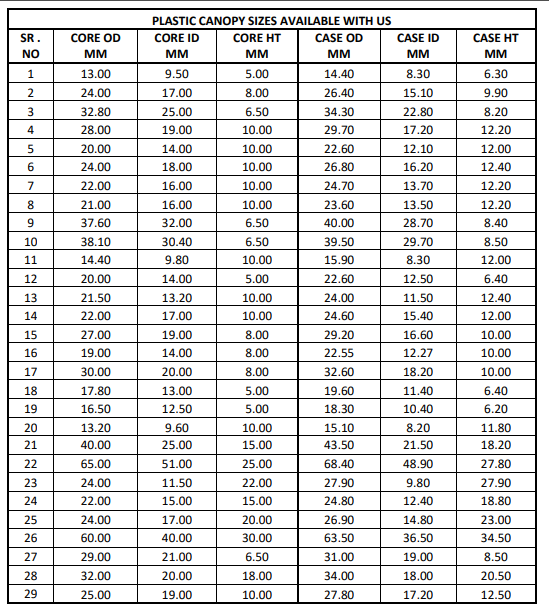 PLASTIC CANOPY SIZES AVAILABLE WITH US
SR . NO CORE OD MM CORE ID MM CORE HT MM CASE OD MM CASE ID MM CASE HT MM
1 13.00 9.50 5.00 14.40 8.30 6.30
2 24.00 17.00 8.00 26.40 15.10 9.90
3 32.80 25.00 6.50 34.30 22.80 8.20
4 28.00 19.00 10.00 29.70 17.20 12.20
5 20.00 14.00 10.00 22.60 12.10 12.00
6 24.00 18.00 10.00 26.80 16.20 12.40
7 22.00 16.00 10.00 24.70 13.70 12.20
8 21.00 16.00 10.00 23.60 13.50 12.20
9 37.60 32.00 6.50 40.00 28.70 8.40
10 38.10 30.40 6.50 39.50 29.70 8.50
11 14.40 9.80 10.00 15.90 8.30 12.00
12 20.00 14.00 5.00 22.60 12.50 6.40
13 21.50 13.20 10.00 24.00 11.50 12.40
14 22.00 17.00 10.00 24.60 15.40 12.00
15 27.00 19.00 8.00 29.20 16.60 10.00
16 19.00 14.00 8.00 22.55 12.27 10.00
17 30.00 20.00 8.00 32.60 18.20 10.00
18 17.80 13.00 5.00 19.60 11.40 6.40
19 16.50 12.50 5.00 18.30 10.40 6.20
20 13.20 9.60 10.00 15.10 8.20 11.80
21 40.00 25.00 15.00 43.50 21.50 18.20
22 65.00 51.00 25.00 68.40 48.90 27.80
23 24.00 11.50 22.00 27.90 9.80 27.90
24 22.00 15.00 15.00 24.80 12.40 18.80
25 24.00 17.00 20.00 26.90 14.80 23.00
26 60.00 40.00 30.00 63.50 36.50 34.50
27 29.00 21.00 6.50 31.00 19.00 8.50
28 32.00 20.00 18.00 34.00 18.00 20.50
29 25.00 19.00 10.00 27.80 17.20 12.50